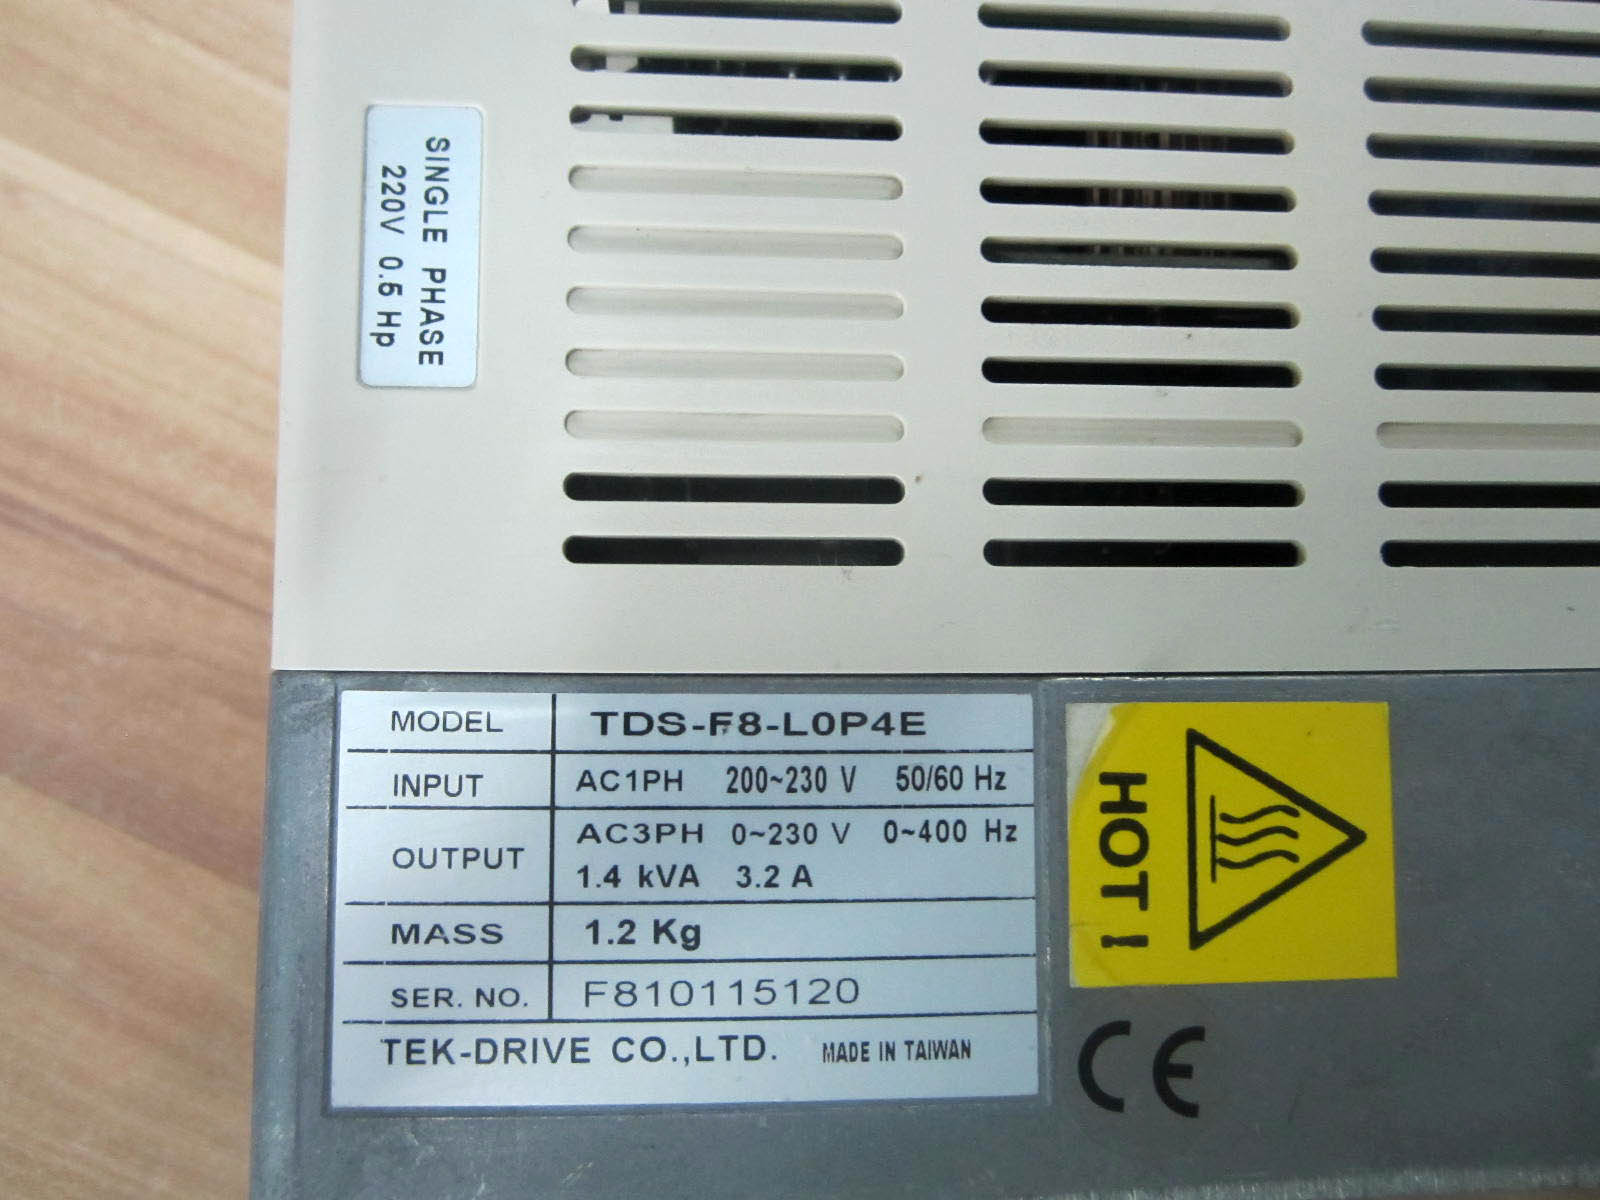 SINGLE PHASE
220V 0.5 Hp
MODEL TDS-F8-L0P4E
INPUT AC1PH 200~230 V 50/60 Hz
OUTPUT AC3PH 0~230 V 0~400 Hz
1.4 kVA 3.2 A
MASS 1.2 Kg
SER. NO. F810115120
TEK-DRIVE CO.,LTD. MADE IN TAIWAN
HOT !
CE